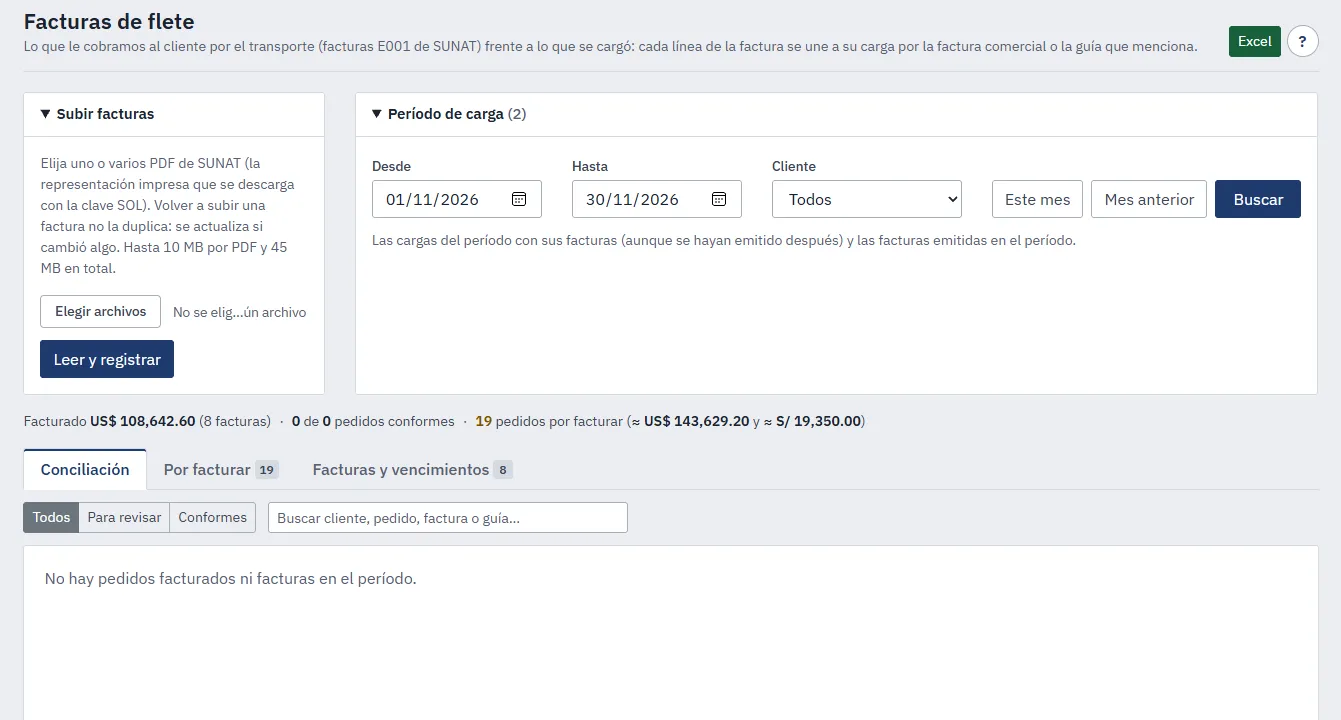 Facturas de flete
Lo que le cobramos al cliente por el transporte (facturas E001 de SUNAT) frente a lo que se cargó: cada línea de la factura se une a su carga por la factura comercial o la guía que menciona.
Excel
?
▼ Subir facturas
Elija uno o varios PDF de SUNAT (la
representación impresa que se descarga
con la clave SOL). Volver a subir una
factura no la duplica: se actualiza si
cambió algo. Hasta 10 MB por PDF y 45
MB en total.
Elegir archivos No se elig...ún archivo
Leer y registrar
▼ Período de carga (2)
Desde Hasta Cliente
01/11/2026 30/11/2026 Todos Este mes Mes anterior Buscar
Las cargas del período con sus facturas (aunque se hayan emitido después) y las facturas emitidas en el período.
Facturado US$ 108,642.60 (8 facturas) · 0 de 0 pedidos conformes · 19 pedidos por facturar (≈ US$ 143,629.20 y ≈ S/ 19,350.00)
Conciliación Por facturar 19 Facturas y vencimientos 8
Todos Para revisar Conformes Buscar cliente, pedido, factura o guía...
No hay pedidos facturados ni facturas en el período.